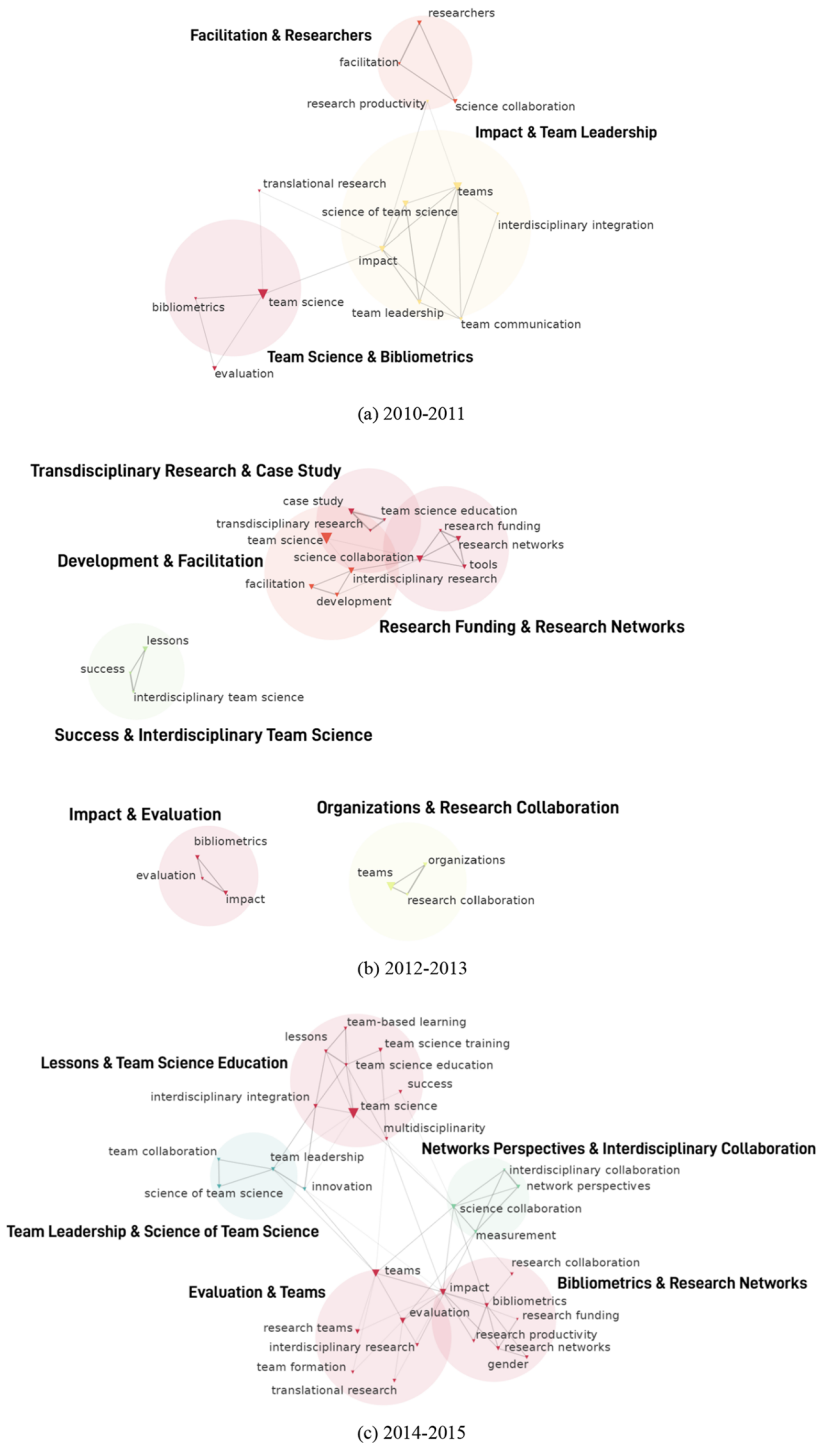 researchers
Facilitation & Researchers
facilitation
research productivity
science collaboration
Impact & Team Leadership
translational research
teams
science of team science
interdisciplinary integration
impact
bibliometrics
team science
team leadership
team communication
Team Science & Bibliometrics
evaluation
(a) 2010-2011
Transdisciplinary Research & Case Study
case study
team science education
transdisciplinary research
research funding
team science
research networks
Development & Facilitation
science collaboration
tools
interdisciplinary research
facilitation
development
Research Funding & Research Networks
lessons
success
interdisciplinary team science
Success & Interdisciplinary Team Science
Impact & Evaluation
Organizations & Research Collaboration
bibliometrics
organizations
evaluation
teams
impact
research collaboration
(b) 2012-2013
team-based learning
lessons
team science training
Lessons & Team Science Education
team science education
success
interdisciplinary integration
team science
multidisciplinarity
Networks Perspectives & Interdisciplinary Collaboration
team collaboration
team leadership
interdisciplinary collaboration
network perspectives
science of team science
innovation
science collaboration
Team Leadership & Science of Team Science
measurement
research collaboration
teams
Evaluation & Teams
impact
Bibliometrics & Research Networks
bibliometrics
evaluation
research funding
research teams
research productivity
interdisciplinary research
research networks
team formation
gender
translational research
(c) 2014-2015